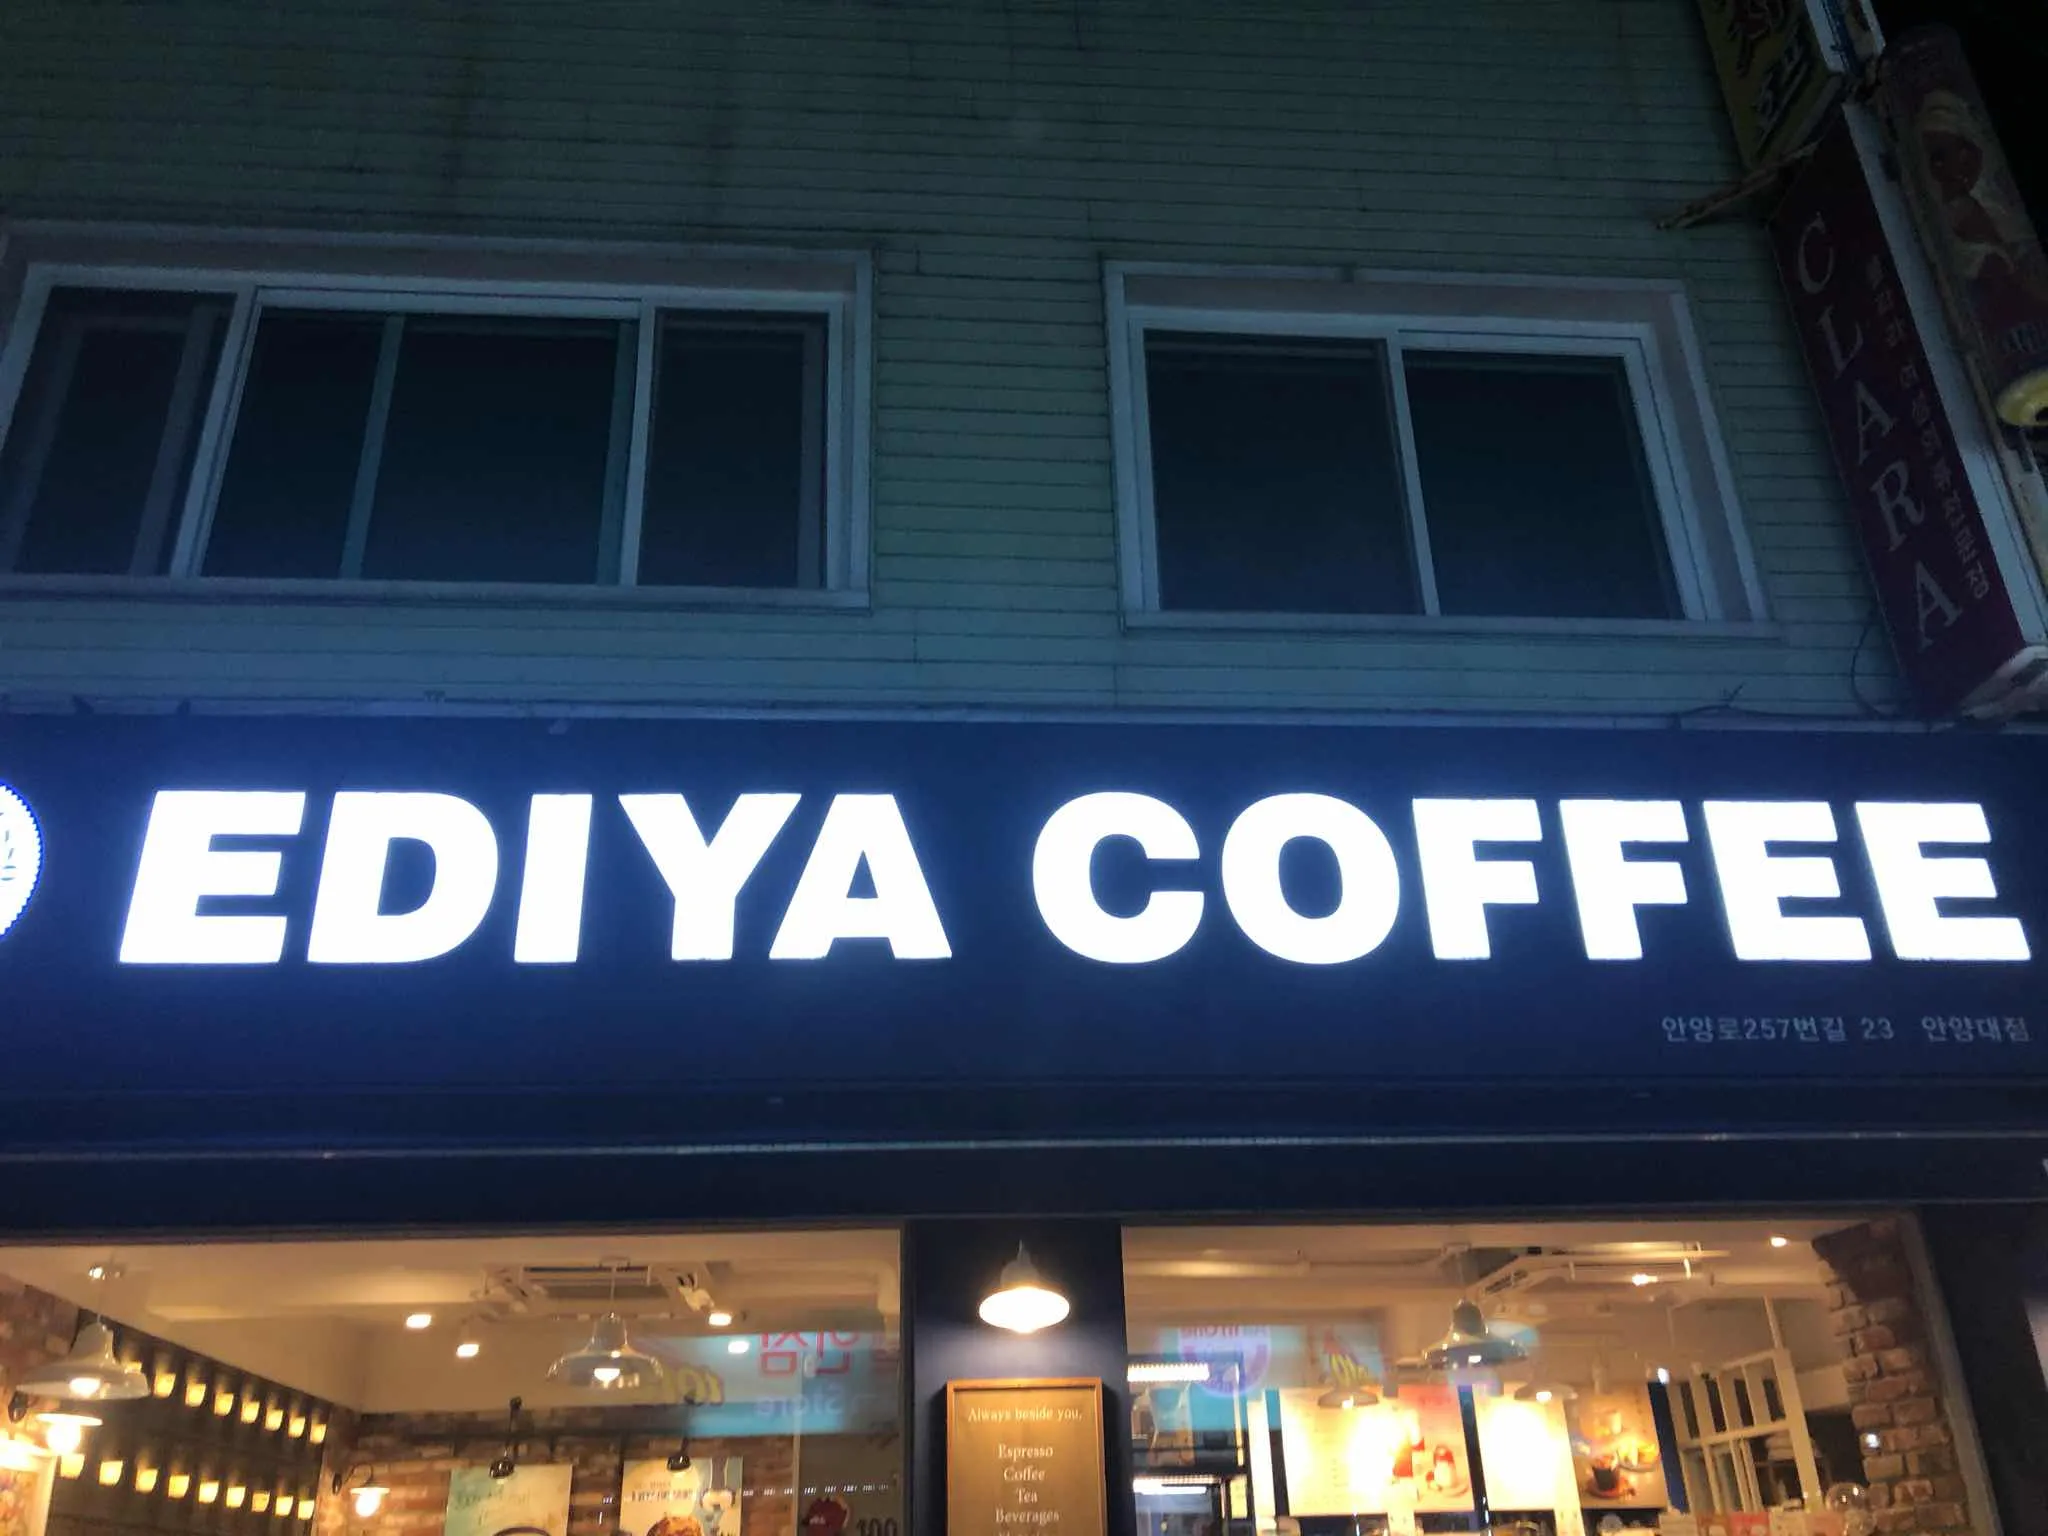 CLARA
EDIYA COFFEE
안양로257번길 23 안양대점
Always beside you,
Espresso
Coffee
Tea
Beverages
100